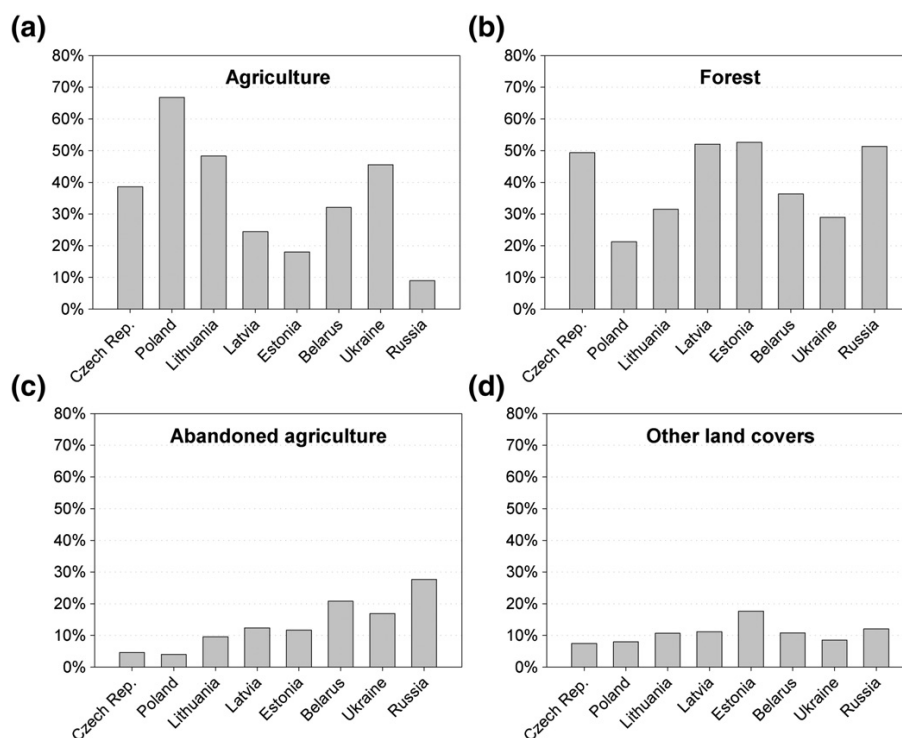 (a)
Agriculture
80%
70%
60%
50%
40%
30%
20%
10%
0%
Czech Rep.
Poland
Lithuania
Latvia
Estonia
Belarus
Ukraine
Russia
(b)
Forest
80%
70%
60%
50%
40%
30%
20%
10%
0%
Czech Rep.
Poland
Lithuania
Latvia
Estonia
Belarus
Ukraine
Russia
(c)
Abandoned agriculture
80%
70%
60%
50%
40%
30%
20%
10%
0%
Czech Rep.
Poland
Lithuania
Latvia
Estonia
Belarus
Ukraine
Russia
(d)
Other land covers
80%
70%
60%
50%
40%
30%
20%
10%
0%
Czech Rep.
Poland
Lithuania
Latvia
Estonia
Belarus
Ukraine
Russia